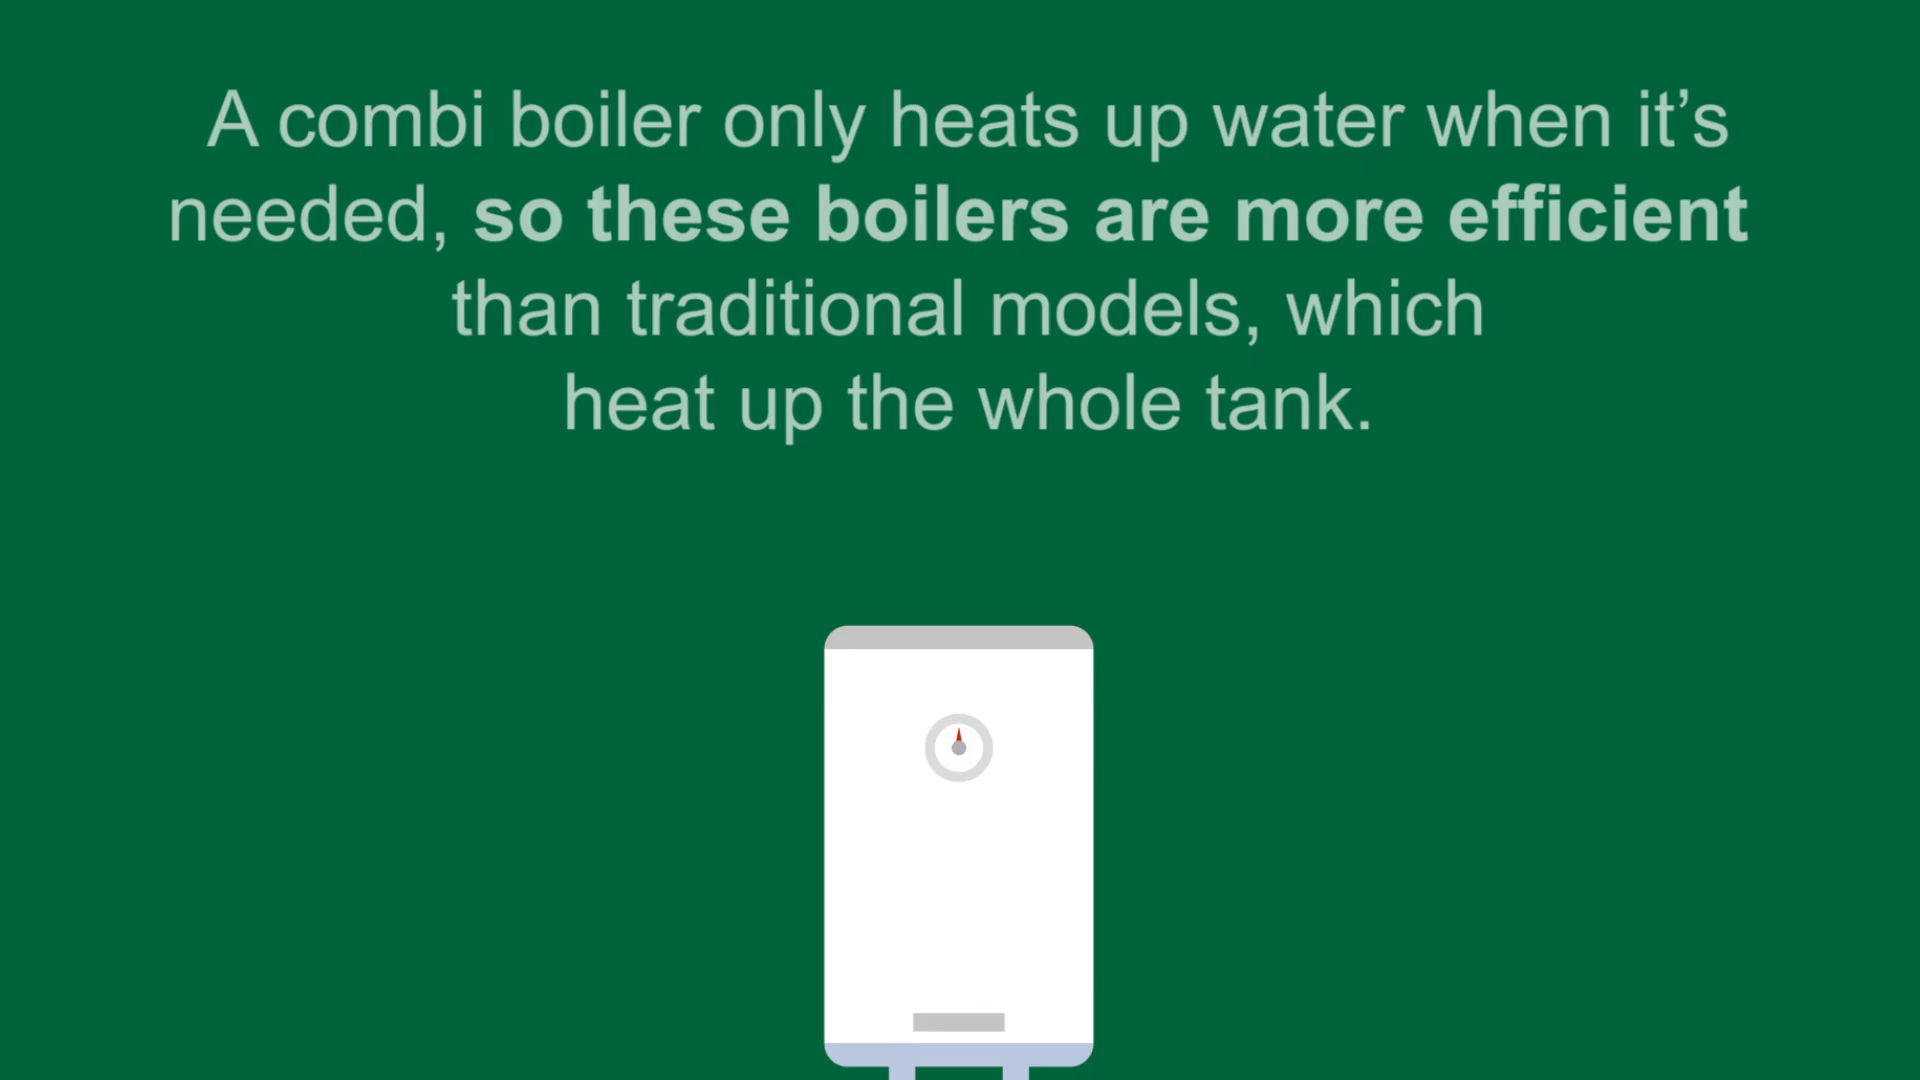 A combi boiler only heats up water when it’s
needed, so these boilers are more efficient
than traditional models, which
heat up the whole tank.